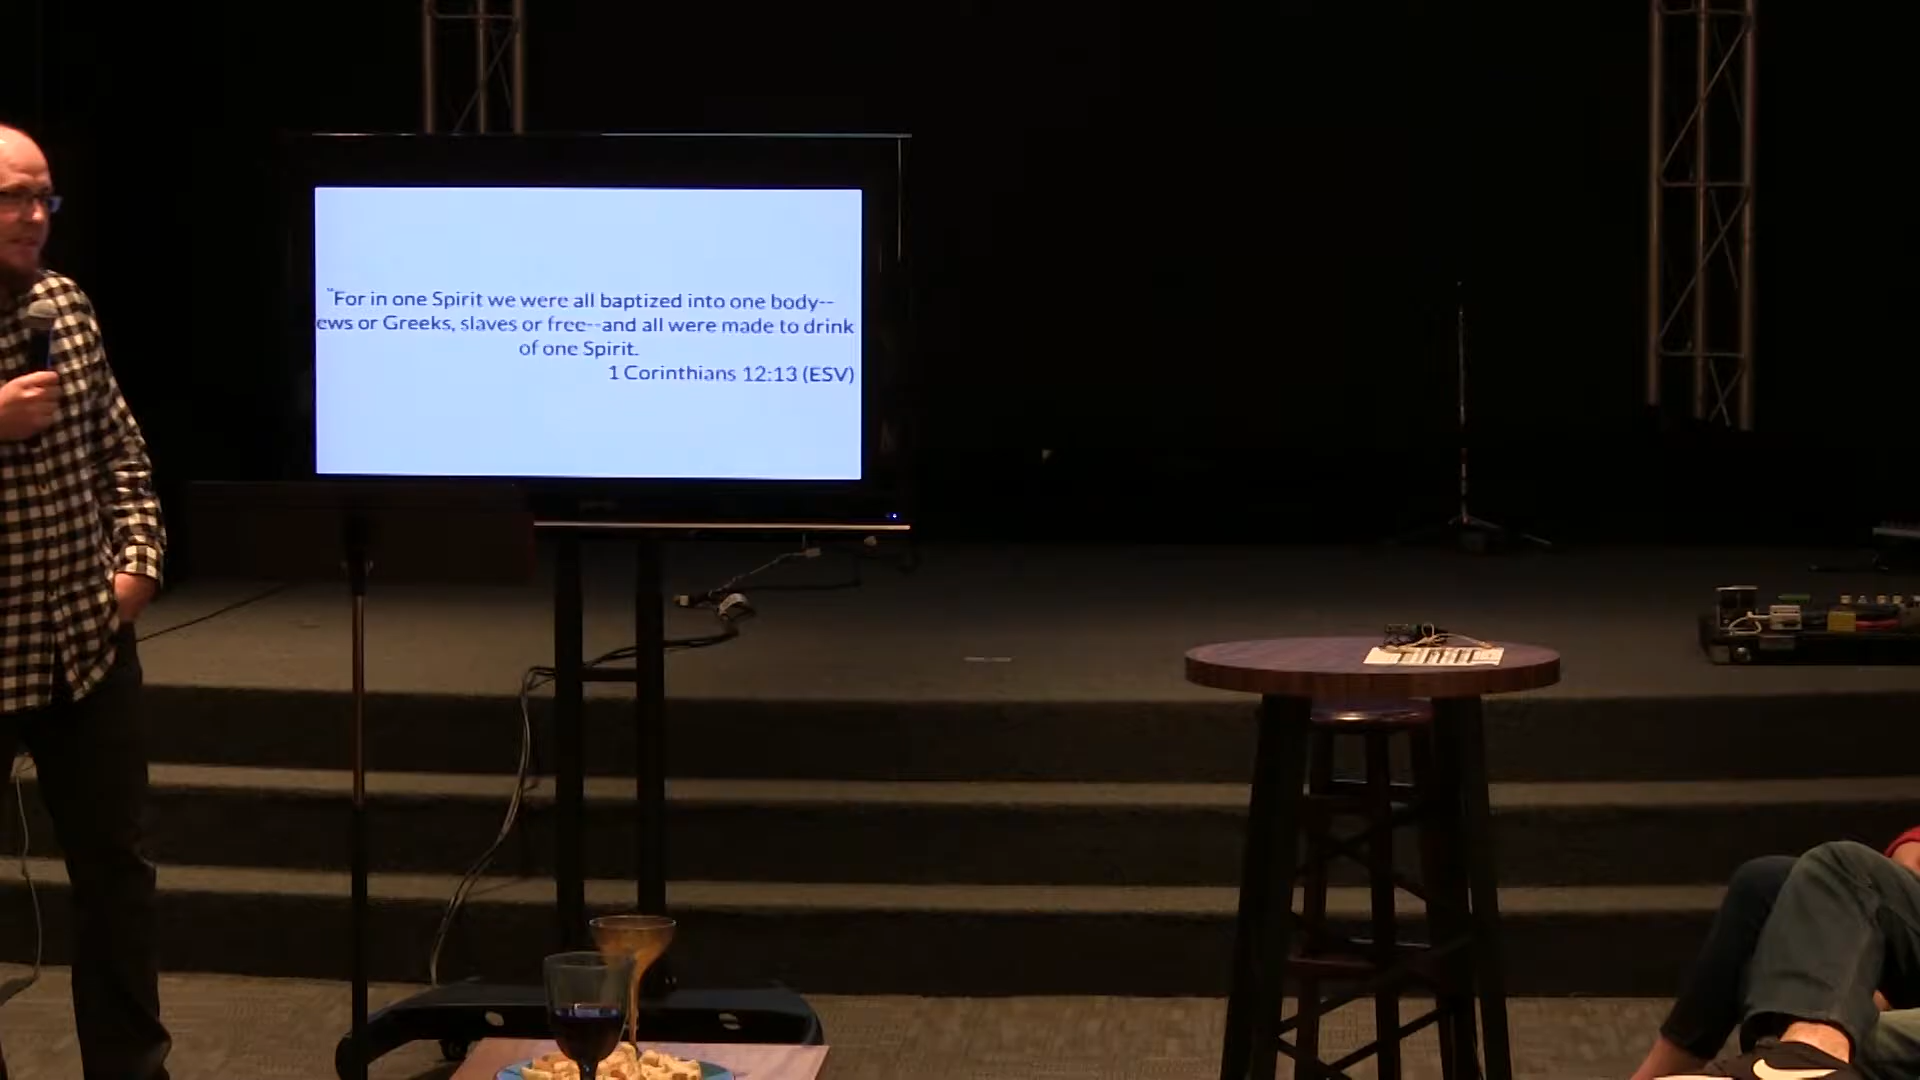 "For in one Spirit we were all baptized into one body--
ews or Greeks, slaves or free--and all were made to drink
of one Spirit.
1 Corinthians 12:13 (ESV)